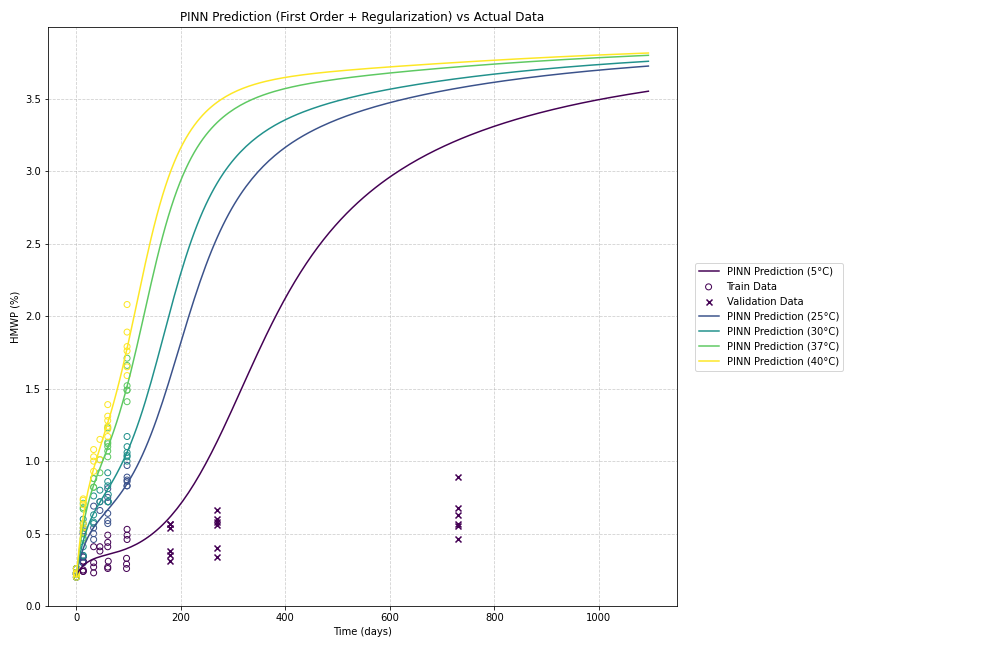 PINN Prediction (First Order + Regularization) vs Actual Data
HMWP (%)
3.5
3.0
2.5
2.0
1.5
1.0
0.5
0.0
0 200 400 600 800 1000
Time (days)
PINN Prediction (5°C)
Train Data
Validation Data
PINN Prediction (25°C)
PINN Prediction (30°C)
PINN Prediction (37°C)
PINN Prediction (40°C)